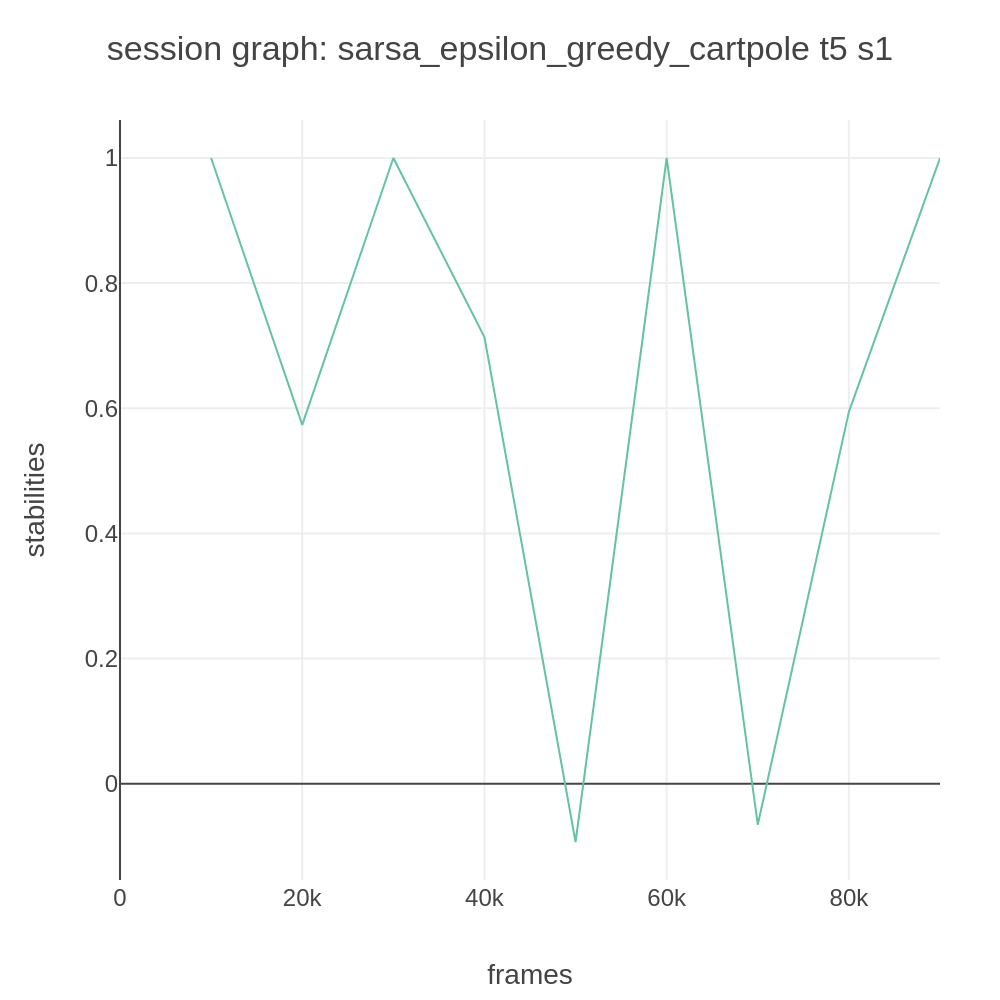 session graph: sarsa_epsilon_greedy_cartpole t5 s1
1
0.8
0.6
0.4
0.2
0
stabilities
0 20k 40k 60k 80k
frames